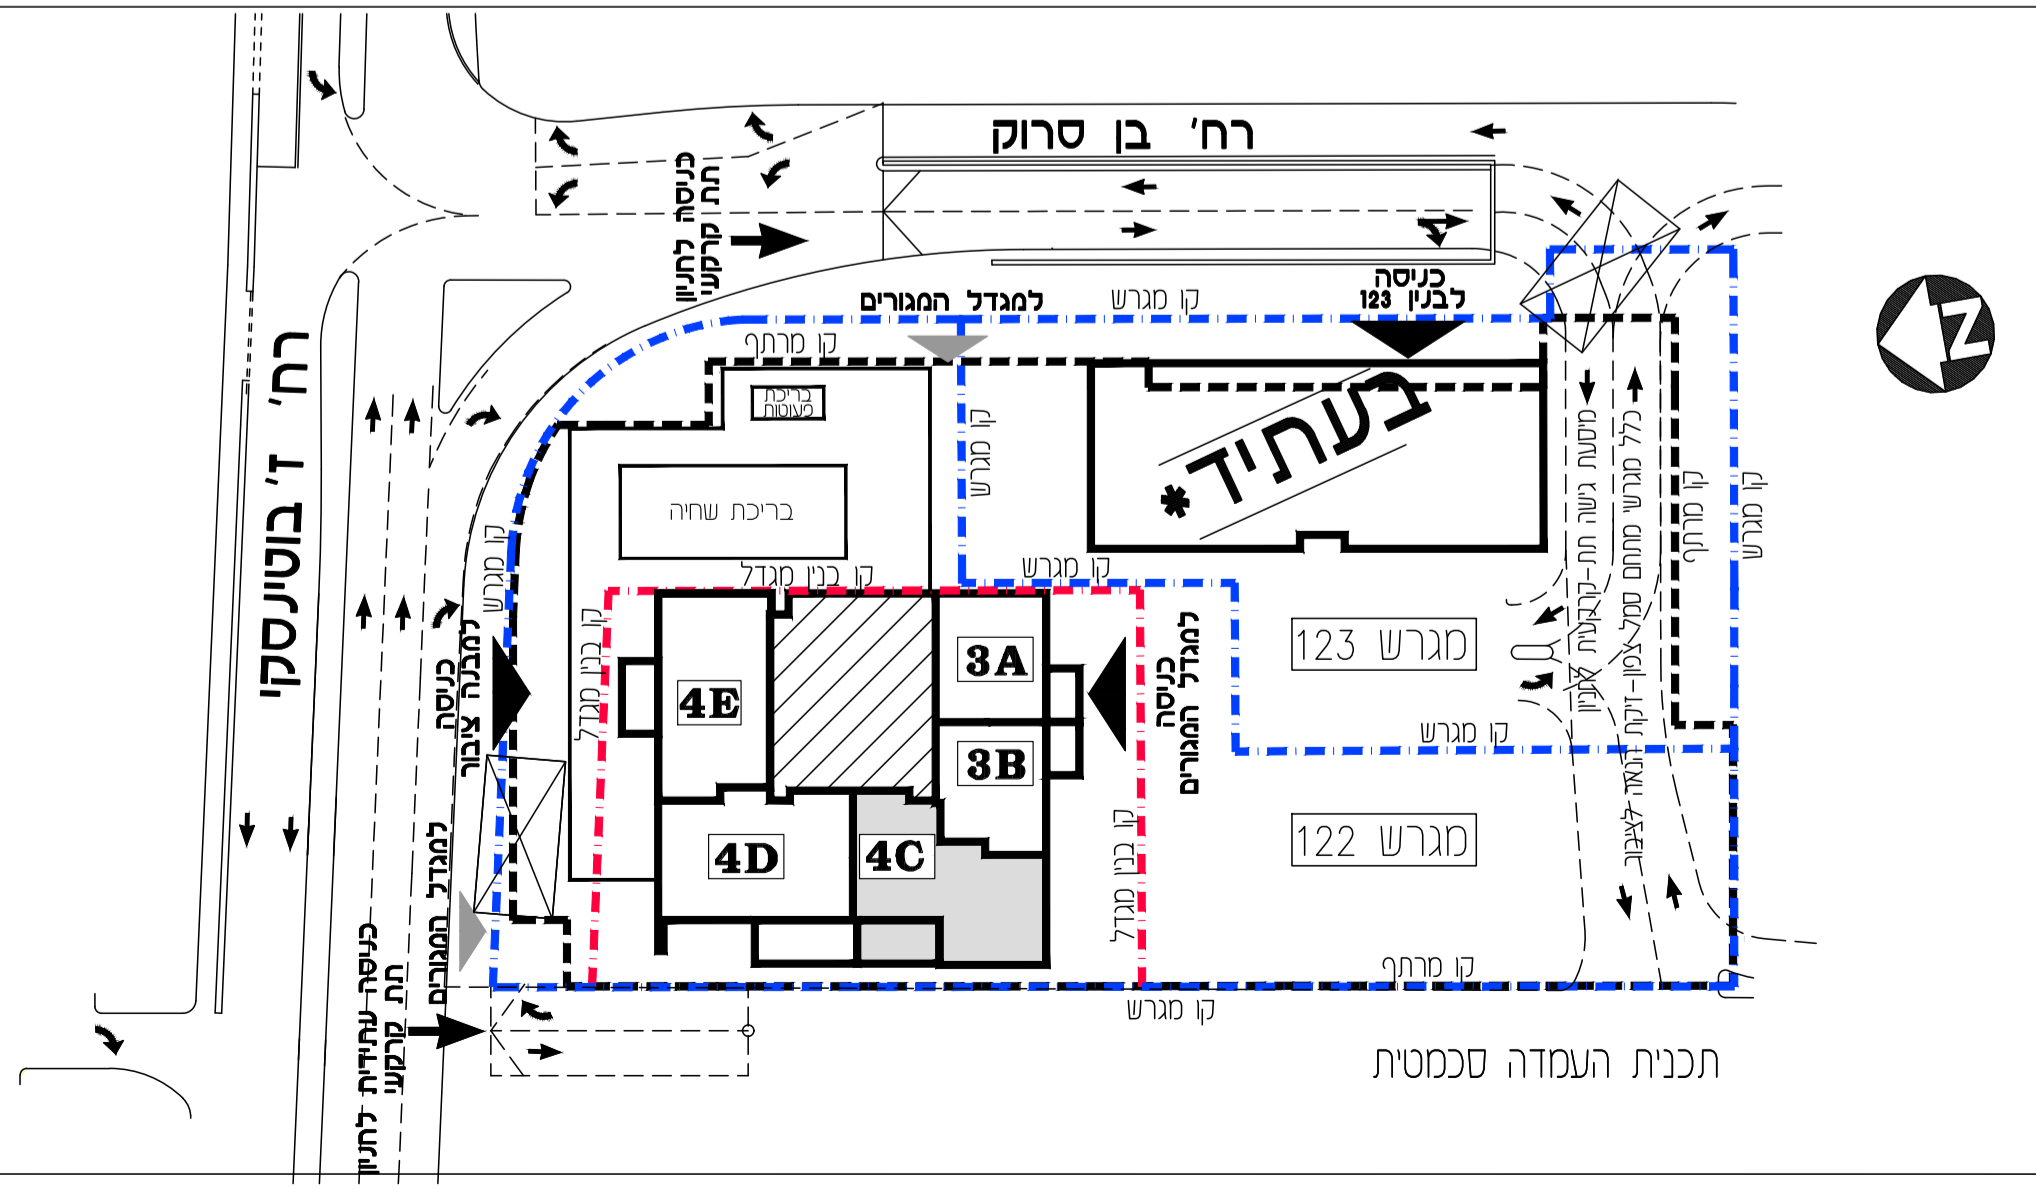 רח' בן סרוק
כניסה לחניון
תת קרקעי
למגדל המגורים
קו מגרש
כניסה
לבנין 123
קו מרתף
בריכת
פעוטות
בעתיד*
קו מגרש
בריכת שחיה
קו בנין מגדל
קו מגרש
רח' ז'בוטינסקי
קו מגרש
כניסה
למבנה ציבור
קו בנין מגדל
4E
3A
3B
4D
4C
כניסה
למגדל המגורים
קו בנין מגדל
מגרש 123
קו מגרש
מגרש 122
מיסעת גישה תת-קרקעית לחניון
כלל מגרשי מתחם סמל צפון-זיקת הנאה לציבור
קו מרתף
קו מגרש
N
למגדל המגורים
כניסה עתידית לחניון
תת קרקעי
קו מרתף
קו מגרש
תכנית העמדה סכמטית